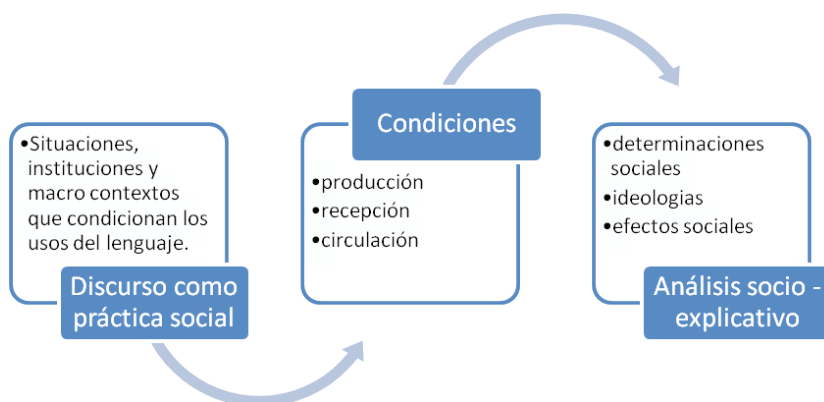 •Situaciones,
instituciones y
macro contextos
que condicionan los
usos del lenguaje.
Discurso como
práctica social
Condiciones
•producción
•recepción
•circulación
•determinaciones
sociales
•ideologias
•efectos sociales
Análisis socio -
explicativo